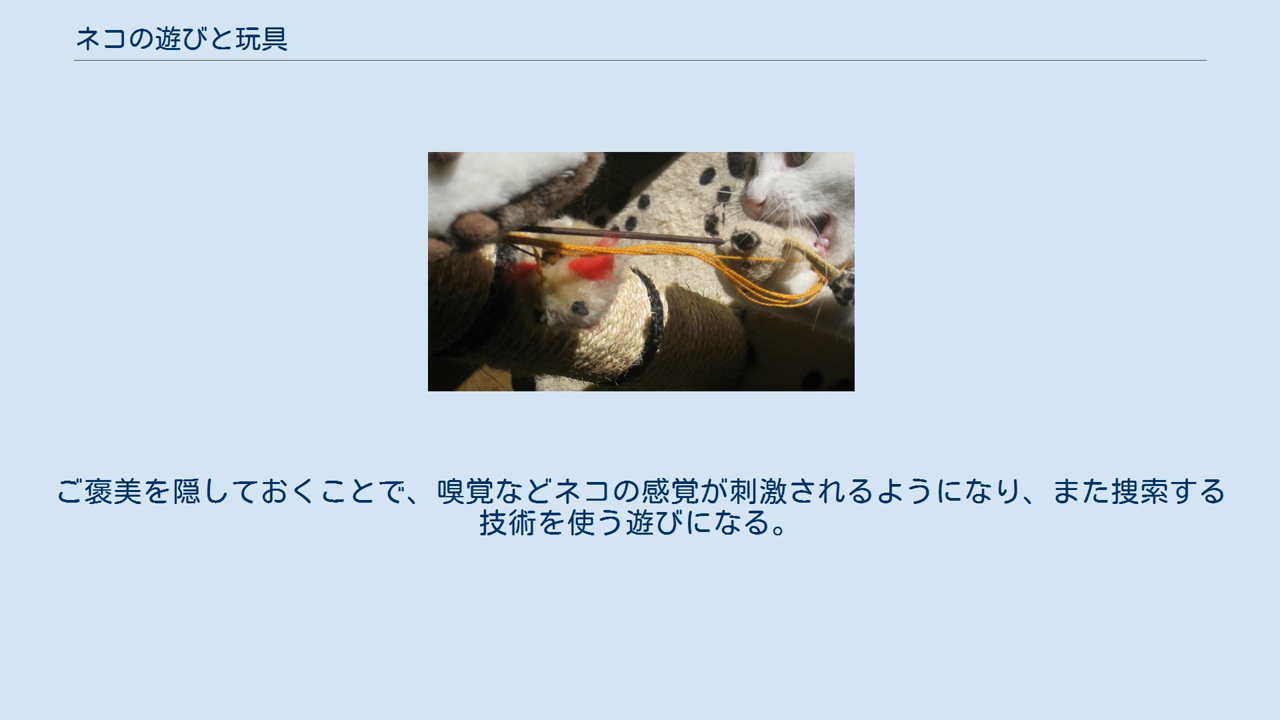 ネコの遊びと玩具
ご褒美を隠しておくことで、嗅覚などネコの感覚が刺激されるようになり、また捜索する
技術を使う遊びになる。